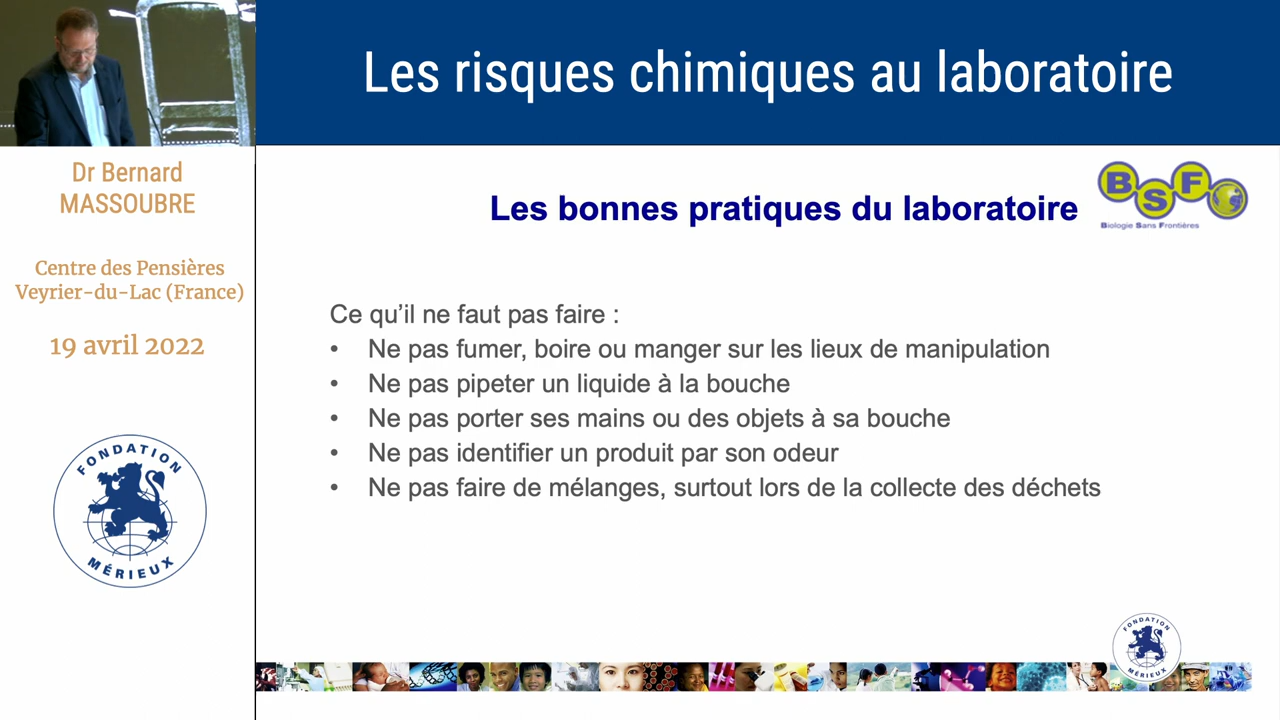 Les risques chimiques au laboratoire
Dr Bernard
MASSOUBRE
Centre des Pensières
Veyrier-du-Lac (France)
19 avril 2022
FONDATION
MÉRIEUX
Les bonnes pratiques du laboratoire
BSF
Biologie Sans Frontières
Ce qu’il ne faut pas faire :
• Ne pas fumer, boire ou manger sur les lieux de manipulation
• Ne pas pipeter un liquide à la bouche
• Ne pas porter ses mains ou des objets à sa bouche
• Ne pas identifier un produit par son odeur
• Ne pas faire de mélanges, surtout lors de la collecte des déchets
FONDATION
MÉRIEUX